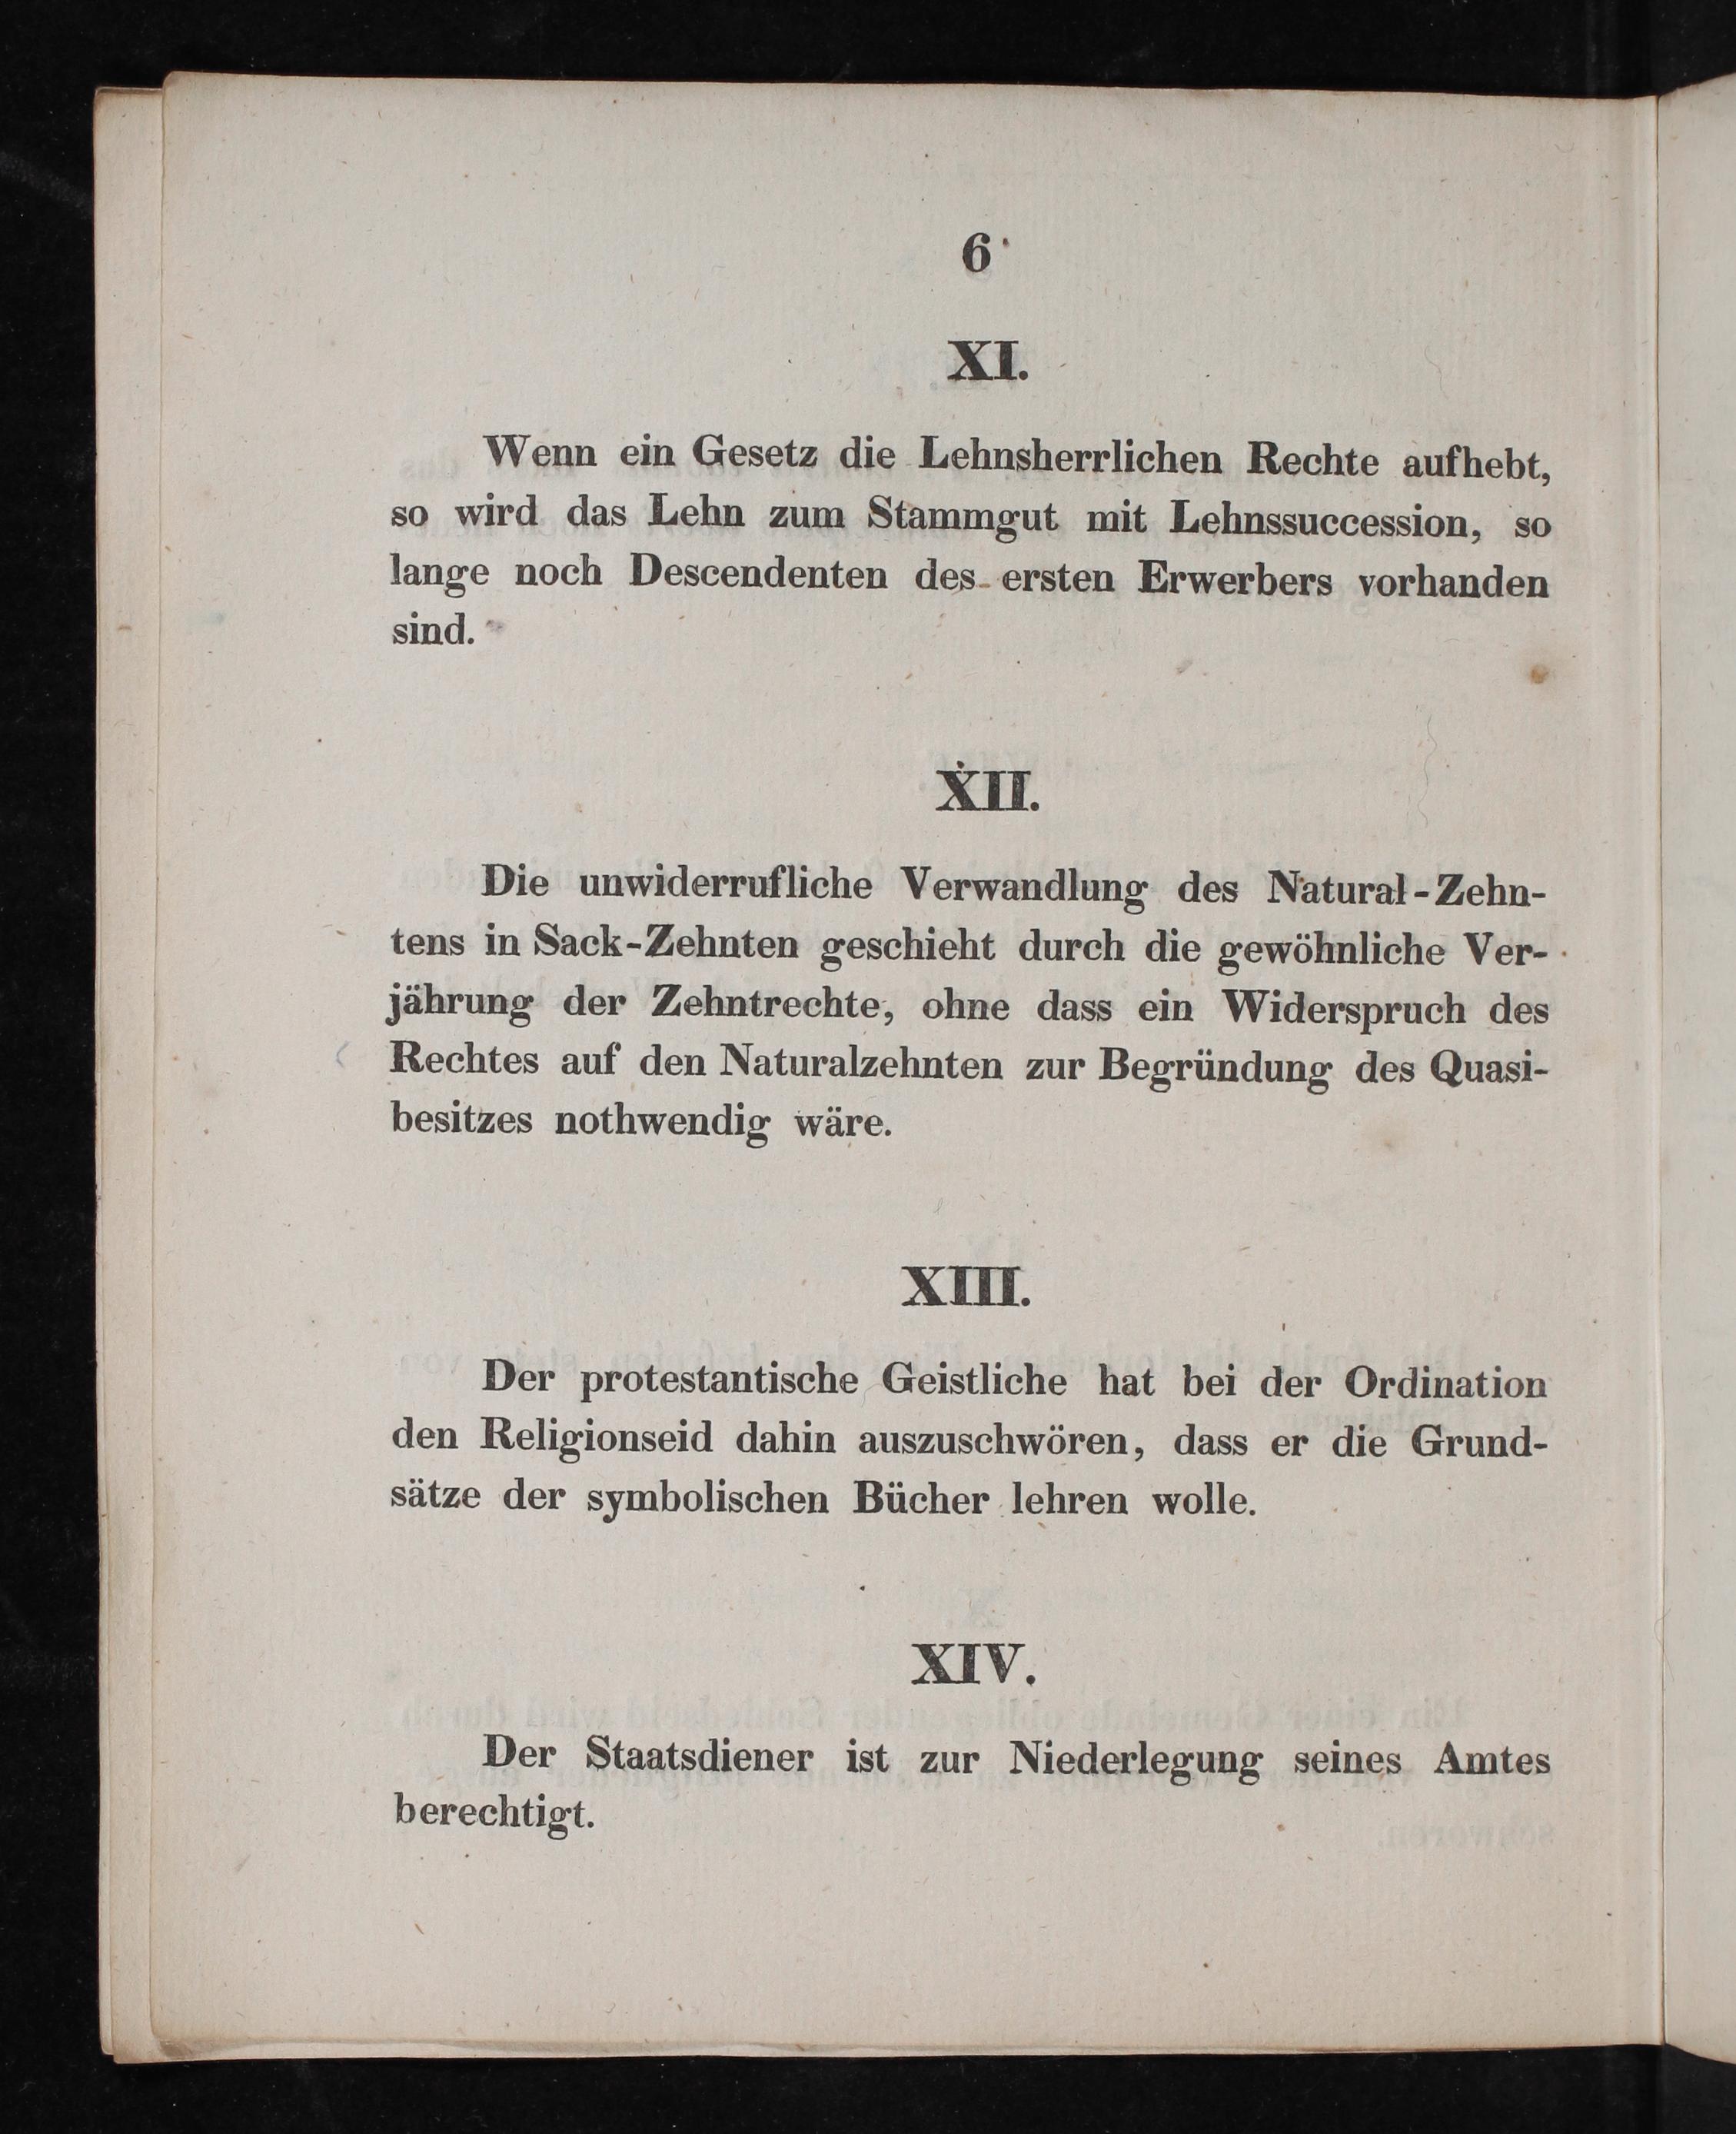 6
XI.
Wenn ein Gesetz die Lehnsherrlichen Rechte aufhebt,
so wird das Lehn zum Stammgut mit Lehnssuccession, so
lange noch Descendenten des ersten Erwerbers vorhanden
sind.
XII.
Die unwiderrufliche Verwandlung des Natural-Zehn-
tens in Sack-Zehnten geschieht durch die gewöhnliche Ver-
jährung der Zehntrechte, ohne dass ein Widerspruch des
Rechtes auf den Naturalzehnten zur Begründung des Quasi-
besitzes nothwendig wäre.
XIII.
Der protestantische Geistliche hat bei der Ordination
den Religionseid dahin auszuschwören, dass er die Grund-
sätze der symbolischen Bücher lehren wolle.
XIV.
Der Staatsdiener ist zur Niederlegung seines Amtes
berechtigt.